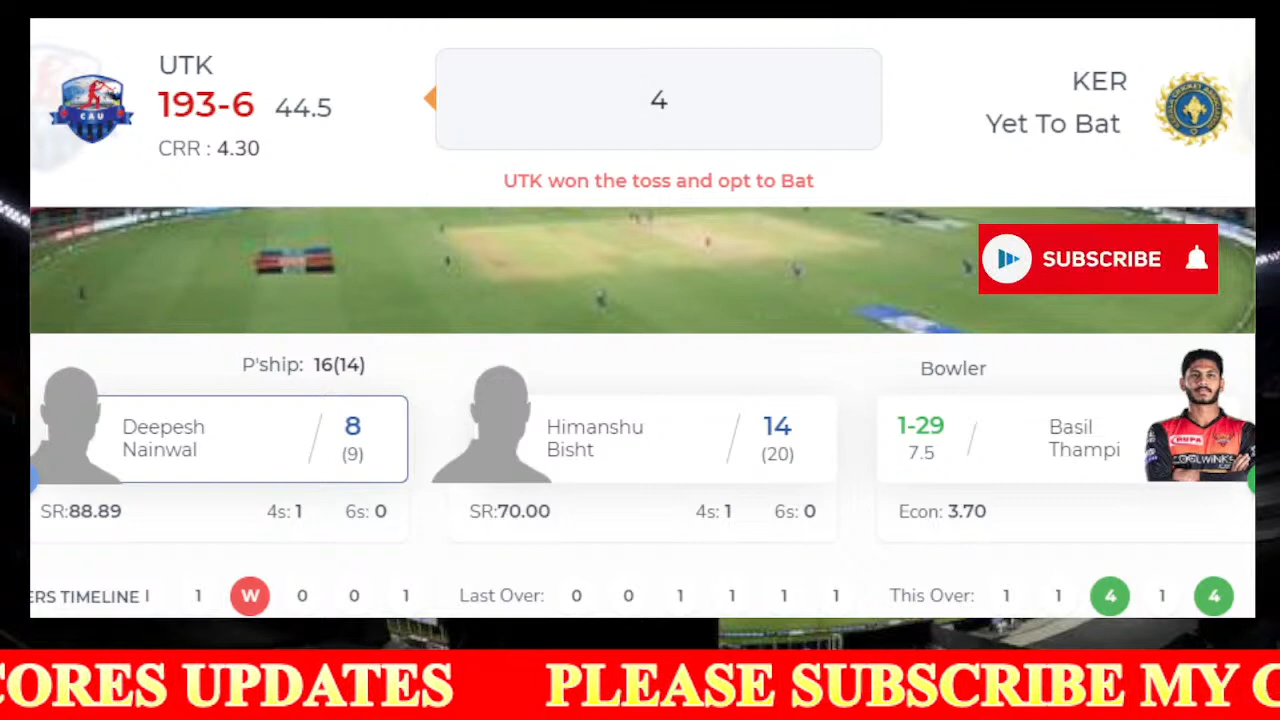 UTK
193-6 44.5
CRR : 4.30
4
UTK won the toss and opt to Bat
KER
Yet To Bat
CAU
SUBSCRIBE
P'ship: 16(14)
Bowler
Deepesh
Nainwal
8
(9)
Himanshu
Bisht
14
(20)
1-29
7.5
Basil
Thampi
SR:88.89 4s: 1 6s: 0
SR:70.00 4s: 1 6s: 0
Econ: 3.70
ERS TIMELINE 1 W 0 0 1 Last Over: 0 0 1 1 1 1 This Over: 1 1 4 1 4
CORES UPDATES PLEASE SUBSCRIBE MY C